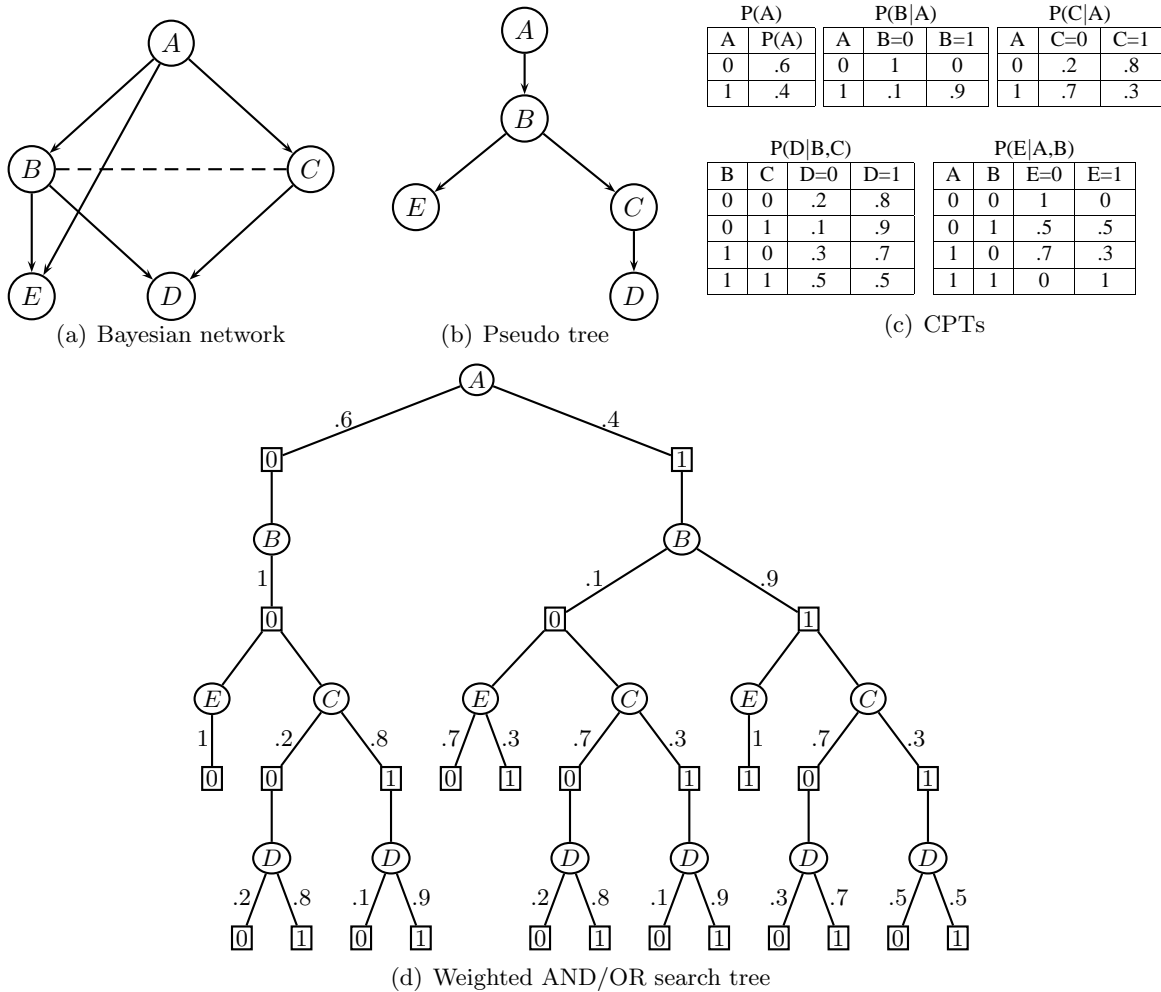 A
B
C
E
D
(a) Bayesian network
A
B
E
C
D
(b) Pseudo tree
P(A)
A P(A)
0 .6
1 .4
P(B|A)
A B=0 B=1
0 1 0
1 .1 .9
P(C|A)
A C=0 C=1
0 .2 .8
1 .7 .3
P(D|B,C)
B C D=0 D=1
0 0 .2 .8
0 1 .1 .9
1 0 .3 .7
1 1 .5 .5
P(E|A,B)
A B E=0 E=1
0 0 1 0
0 1 .5 .5
1 0 .7 .3
1 1 0 1
(c) CPTs
A
.6 .4
0 1
B B
1 .1 .9
0 0 1
E C E C E C
1 .2 .8 .7 .3 .7 .3 1 .7 .3
0 0 1 0 1 0 1 1 0 1
D D D D D D
.2 .8 .1 .9 .2 .8 .1 .9 .3 .7 .5 .5
0 1 0 1 0 1 0 1 0 1 0 1
(d) Weighted AND/OR search tree